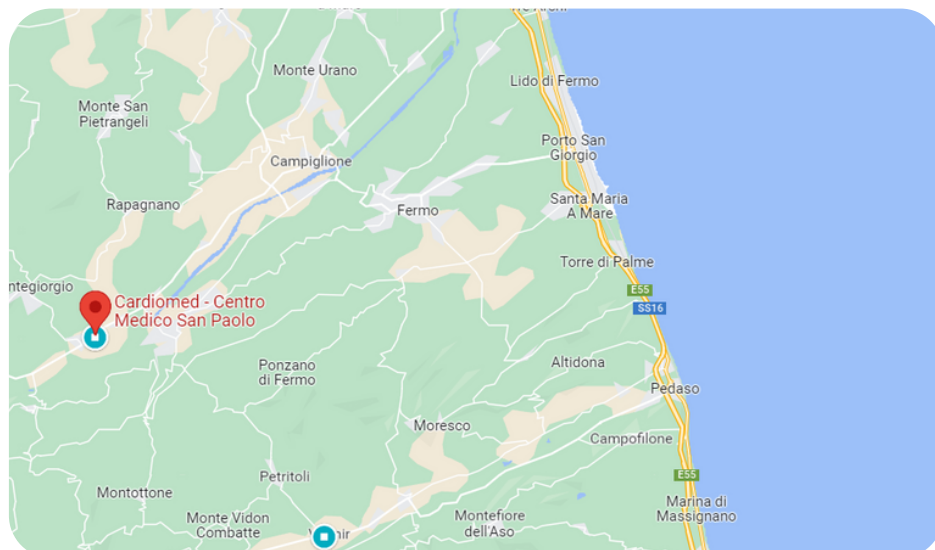 Lido di Fermo
Monte Urano
Monte San
Pietrangeli
Porto San
Giorgio
Campiglione
Rapagnano
Fermo
Santa Maria
A Mare
Torre di Palme
ntegiorgio
E55
Cardiomed - Centro
Medico San Paolo
SS16
Ponzano
di Fermo
Altidona
Pedaso
Moresco
Campofilone
Petritoli
E55
Montottone
Marina di
Massignano
Monte Vidon
Combatte
Montefiore
dell'Aso